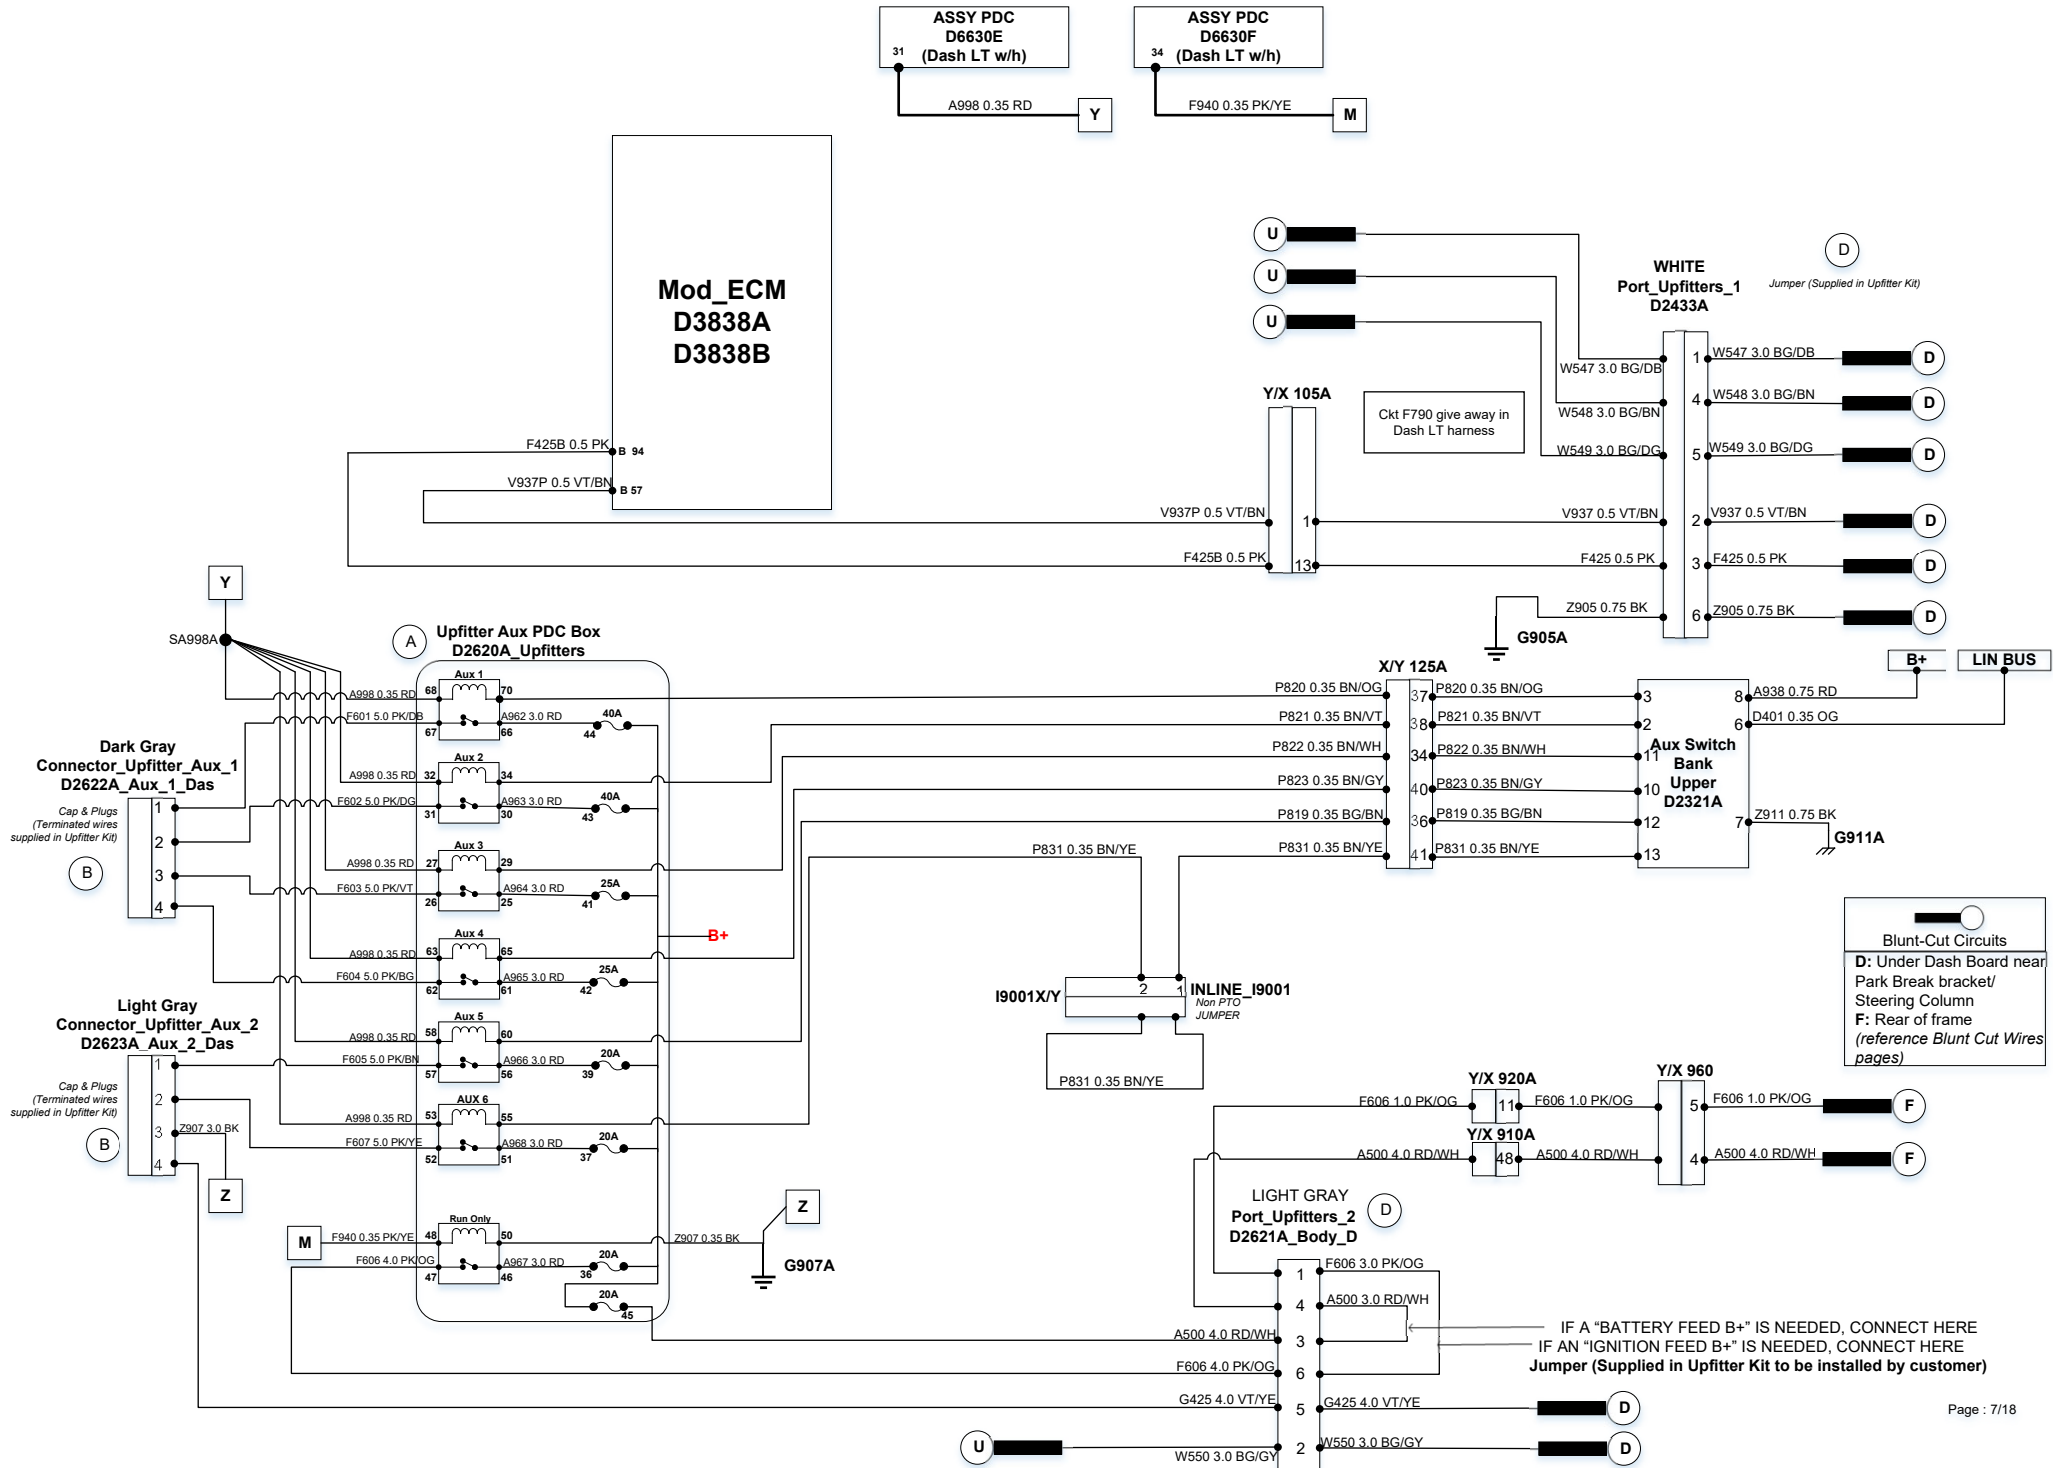 ASSY PDC
D6630E
31 (Dash LT w/h)
A998 0.35 RD
Y
ASSY PDC
D6630F
34 (Dash LT w/h)
F940 0.35 PK/YE
M
Mod_ECM
D3838A
D3838B
F425B 0.5 PK
B 94
V937P 0.5 VT/BN
B 57
U
U
U
WHITE
Port_Upfitters_1
D2433A
D
Jumper (Supplied in Upfitter Kit)
W547 3.0 BG/DB
1
W547 3.0 BG/DB
D
W548 3.0 BG/BN
4
W548 3.0 BG/BN
D
W549 3.0 BG/DG
5
W549 3.0 BG/DG
D
Y/X 105A
Ckt F790 give away in
Dash LT harness
V937P 0.5 VT/BN
1
V937 0.5 VT/BN
2
V937 0.5 VT/BN
D
F425B 0.5 PK
13
F425 0.5 PK
3
F425 0.5 PK
D
Z905 0.75 BK
6
Z905 0.75 BK
D
G905A
Y
SA998A
A
Upfitter Aux PDC Box
D2620A_Upfitters
Aux 1
A998 0.35 RD
68
70
F601 5.0 PK/DB
67
66
A962 3.0 RD
40A
44
Aux 2
A998 0.35 RD
32
34
F602 5.0 PK/DG
31
30
A963 3.0 RD
40A
43
Aux 3
A998 0.35 RD
27
29
F603 5.0 PK/VT
26
25
A964 3.0 RD
25A
41
B+
Aux 4
A998 0.35 RD
63
65
F604 5.0 PK/BG
62
61
A965 3.0 RD
25A
42
Aux 5
A998 0.35 RD
58
60
F605 5.0 PK/BN
57
56
A966 3.0 RD
20A
39
AUX 6
A998 0.35 RD
53
55
F607 5.0 PK/YE
52
51
A968 3.0 RD
20A
37
Run Only
M
F940 0.35 PK/YE
48
50
Z907 0.35 BK
Z
G907A
F606 4.0 PK/OG
47
46
A967 3.0 RD
20A
36
20A
45
Dark Gray
Connector_Upfitter_Aux_1
D2622A_Aux_1_Das
Cap & Plugs
(Terminated wires
supplied in Upfitter Kit)
B
1
2
3
4
Light Gray
Connector_Upfitter_Aux_2
D2623A_Aux_2_Das
Cap & Plugs
(Terminated wires
supplied in Upfitter Kit)
B
1
2
3
4
Z907 3.0 BK
Z
X/Y 125A
P820 0.35 BN/OG
37
P820 0.35 BN/OG
3
P821 0.35 BN/VT
38
P821 0.35 BN/VT
2
P822 0.35 BN/WH
34
P822 0.35 BN/WH
11
P823 0.35 BN/GY
40
P823 0.35 BN/GY
10
P819 0.35 BG/BN
36
P819 0.35 BG/BN
12
P831 0.35 BN/YE
P831 0.35 BN/YE
41
P831 0.35 BN/YE
13
Aux Switch
Bank
Upper
D2321A
B+
LIN BUS
8
A938 0.75 RD
6
D401 0.35 OG
7
Z911 0.75 BK
G911A
I9001X/Y
2
1
INLINE_I9001
Non PTO
JUMPER
P831 0.35 BN/YE
Blunt-Cut Circuits
D: Under Dash Board near
Park Break bracket/
Steering Column
F: Rear of frame
(reference Blunt Cut Wires
pages)
Y/X 920A
Y/X 960
F606 1.0 PK/OG
11
F606 1.0 PK/OG
5
F606 1.0 PK/OG
F
Y/X 910A
A500 4.0 RD/WH
48
A500 4.0 RD/WH
4
A500 4.0 RD/WH
F
LIGHT GRAY
Port_Upfitters_2
D2621A_Body_D
D
1
F606 3.0 PK/OG
4
A500 3.0 RD/WH
A500 4.0 RD/WH
3
F606 4.0 PK/OG
6
IF A “BATTERY FEED B+” IS NEEDED, CONNECT HERE
IF AN “IGNITION FEED B+” IS NEEDED, CONNECT HERE
Jumper (Supplied in Upfitter Kit to be installed by customer)
G425 4.0 VT/YE
5
G425 4.0 VT/YE
D
U
W550 3.0 BG/GY
2
W550 3.0 BG/GY
D
Page : 7/18